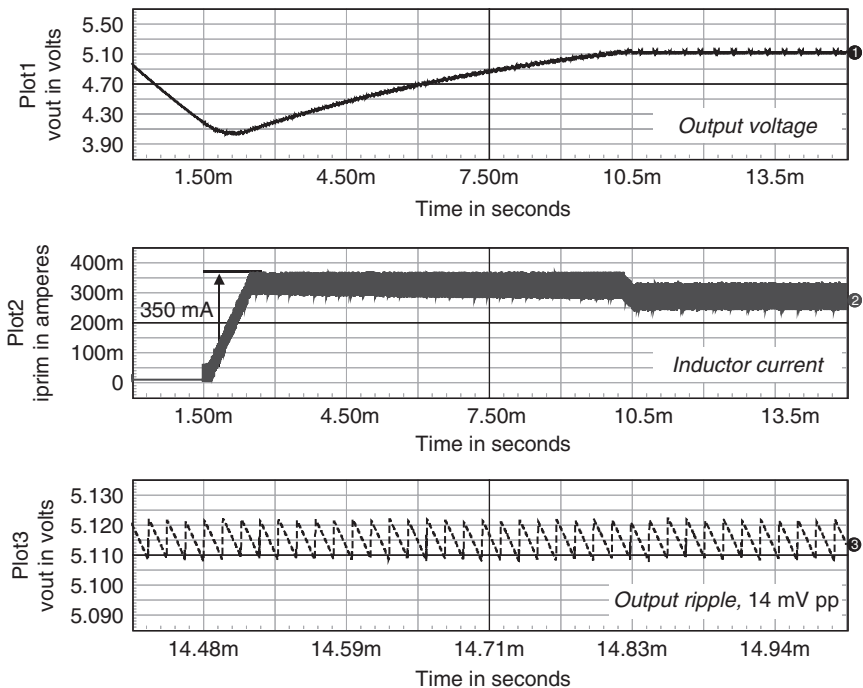 Plot1
vout in volts
5.50
5.10
4.70
4.30
3.90
Output voltage
1
1.50m 4.50m 7.50m 10.5m 13.5m
Time in seconds
Plot2
iprim in amperes
400m
300m
200m
100m
0
350 mA
Inductor current
2
1.50m 4.50m 7.50m 10.5m 13.5m
Time in seconds
Plot3
vout in volts
5.130
5.120
5.110
5.100
5.090
3
Output ripple, 14 mV pp
14.48m 14.59m 14.71m 14.83m 14.94m
Time in seconds